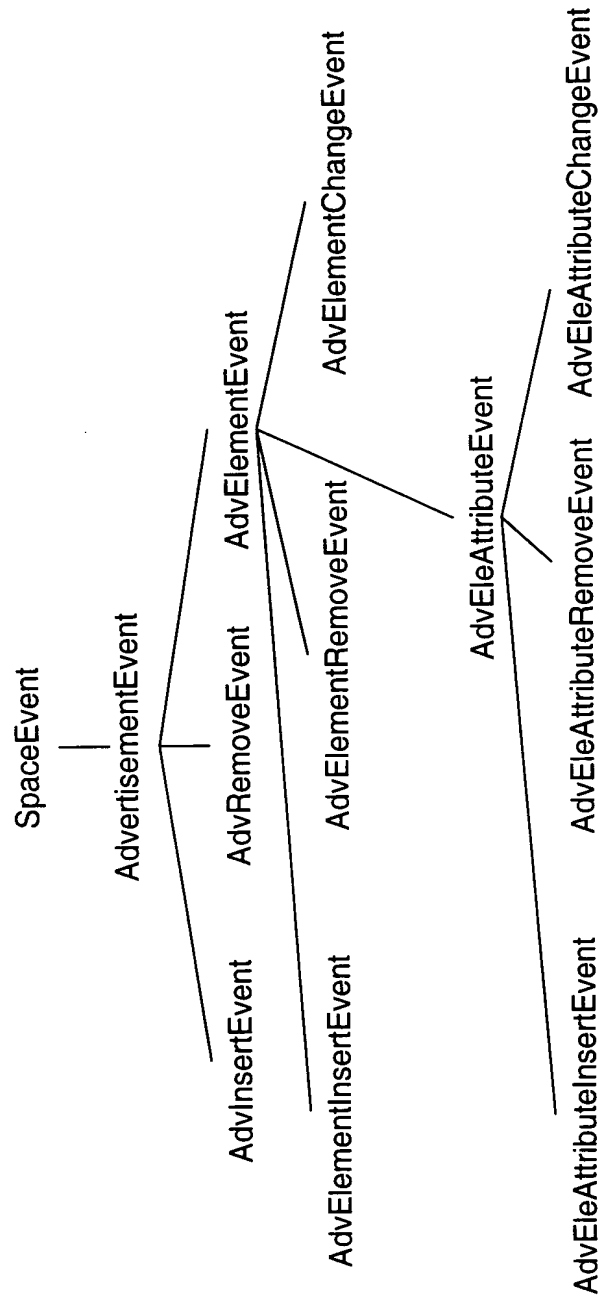 SpaceEvent
AdvertisementEvent
AdvInsertEvent
AdvRemoveEvent
AdvElementEvent
AdvElementInsertEvent
AdvElementRemoveEvent
AdvElementChangeEvent
AdvEleAttributeEvent
AdvEleAttributeInsertEvent
AdvEleAttributeRemoveEvent
AdvEleAttributeChangeEvent